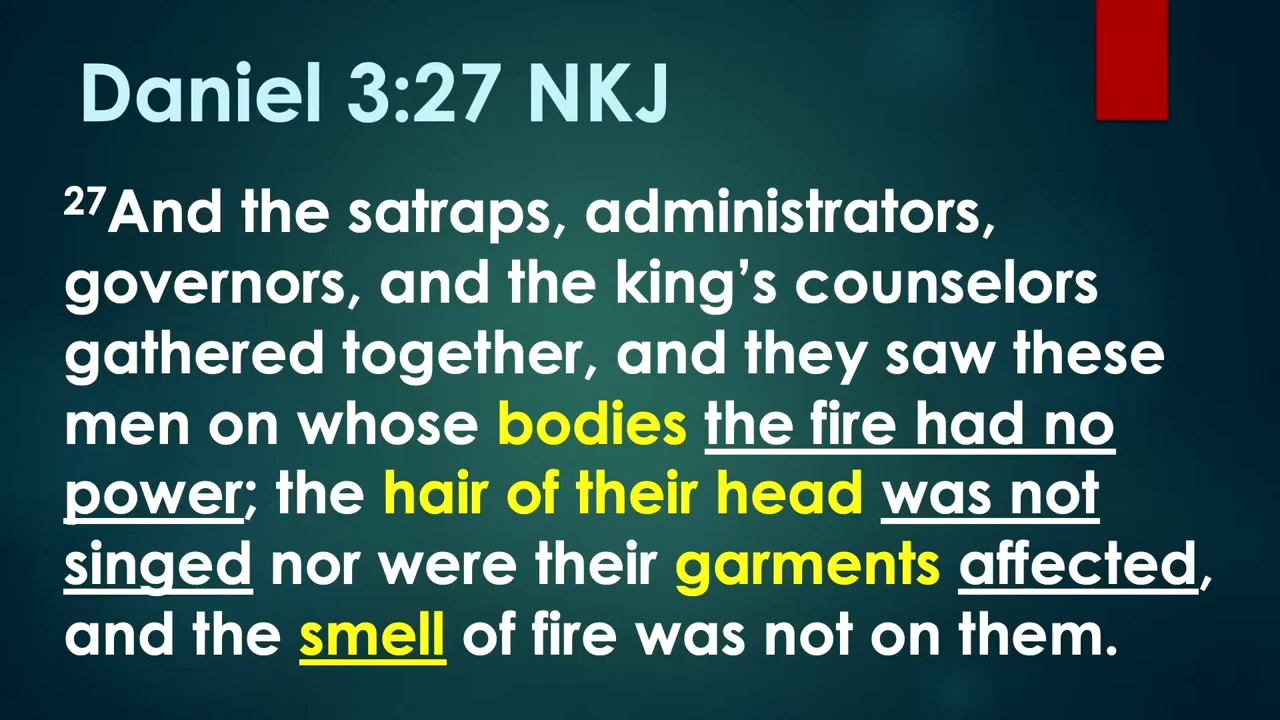 Daniel 3:27 NKJ
27And the satraps, administrators,
governors, and the king’s counselors
gathered together, and they saw these
men on whose bodies the fire had no
power; the hair of their head was not
singed nor were their garments affected,
and the smell of fire was not on them.